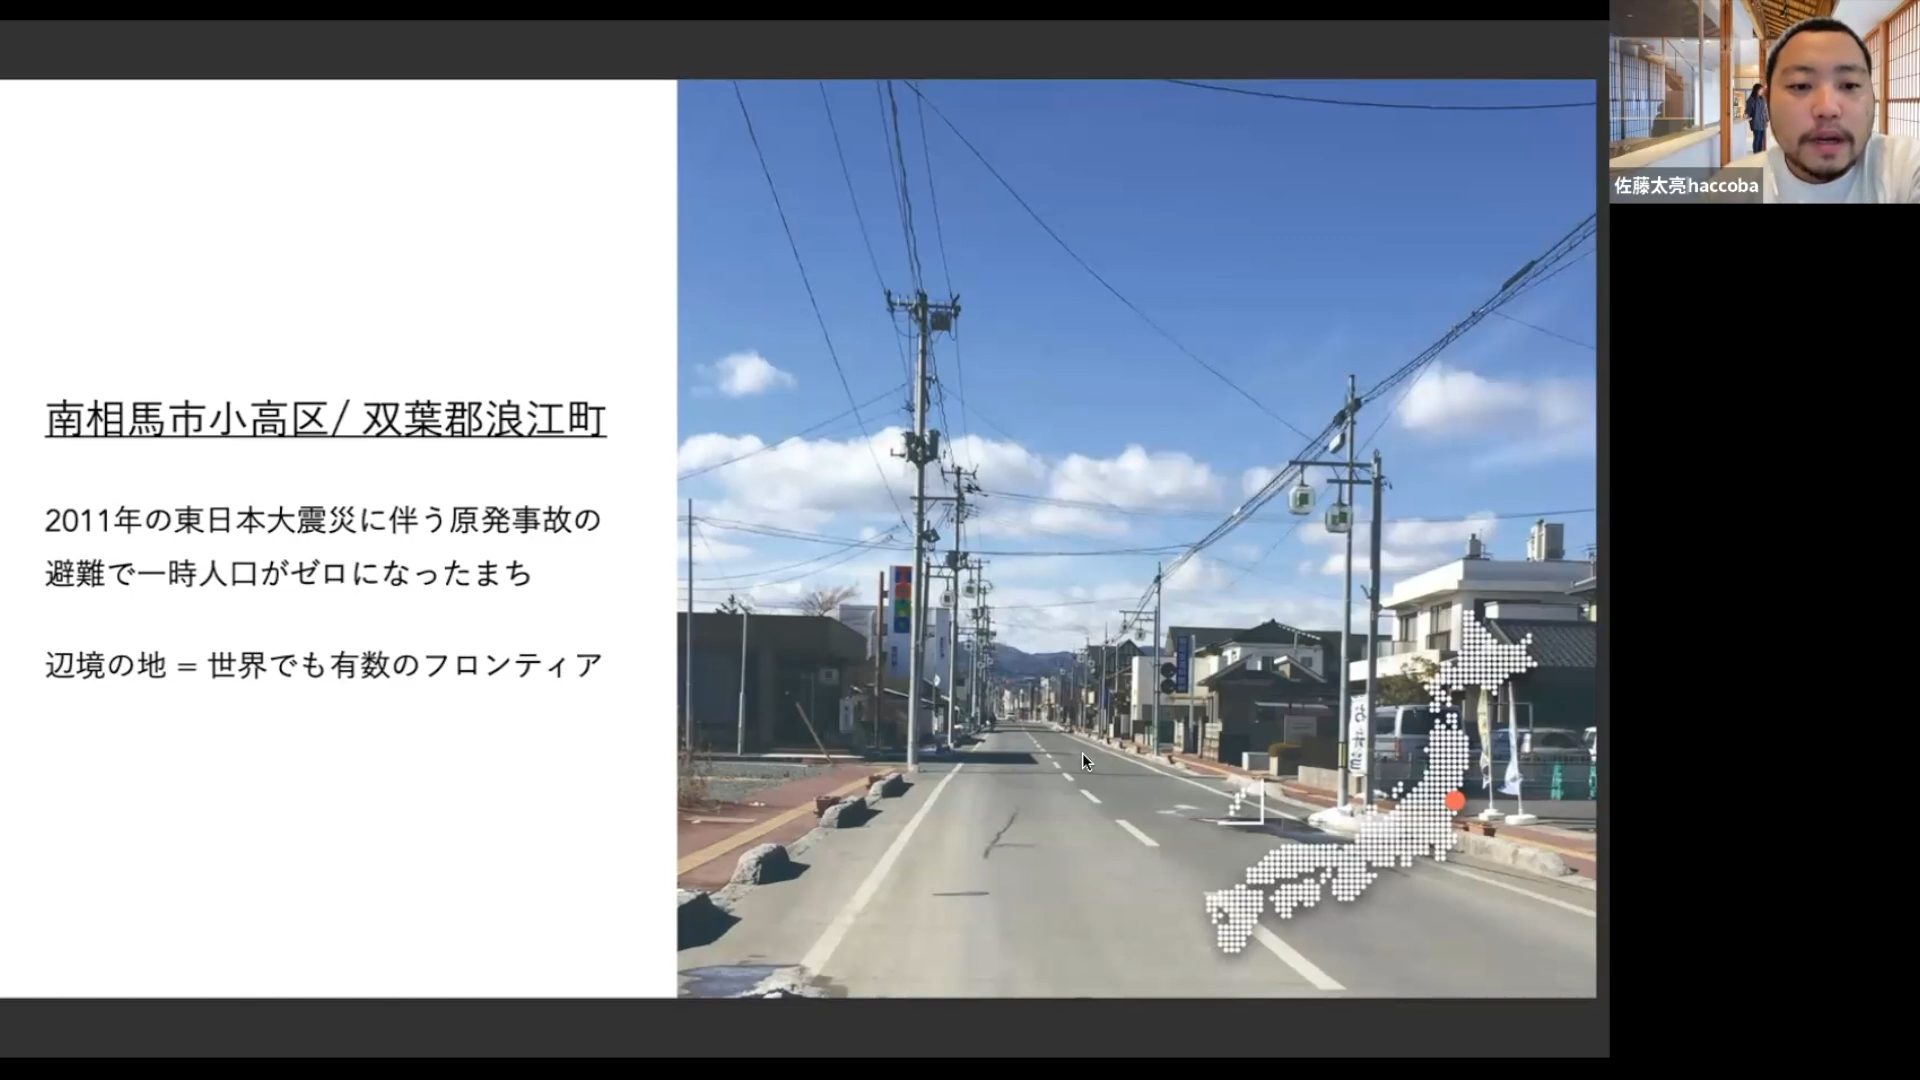 南相馬市小高区/ 双葉郡浪江町
2011年の東日本大震災に伴う原発事故の
避難で一時人口がゼロになったまち
辺境の地 = 世界でも有数のフロンティア
佐藤太亮haccoba